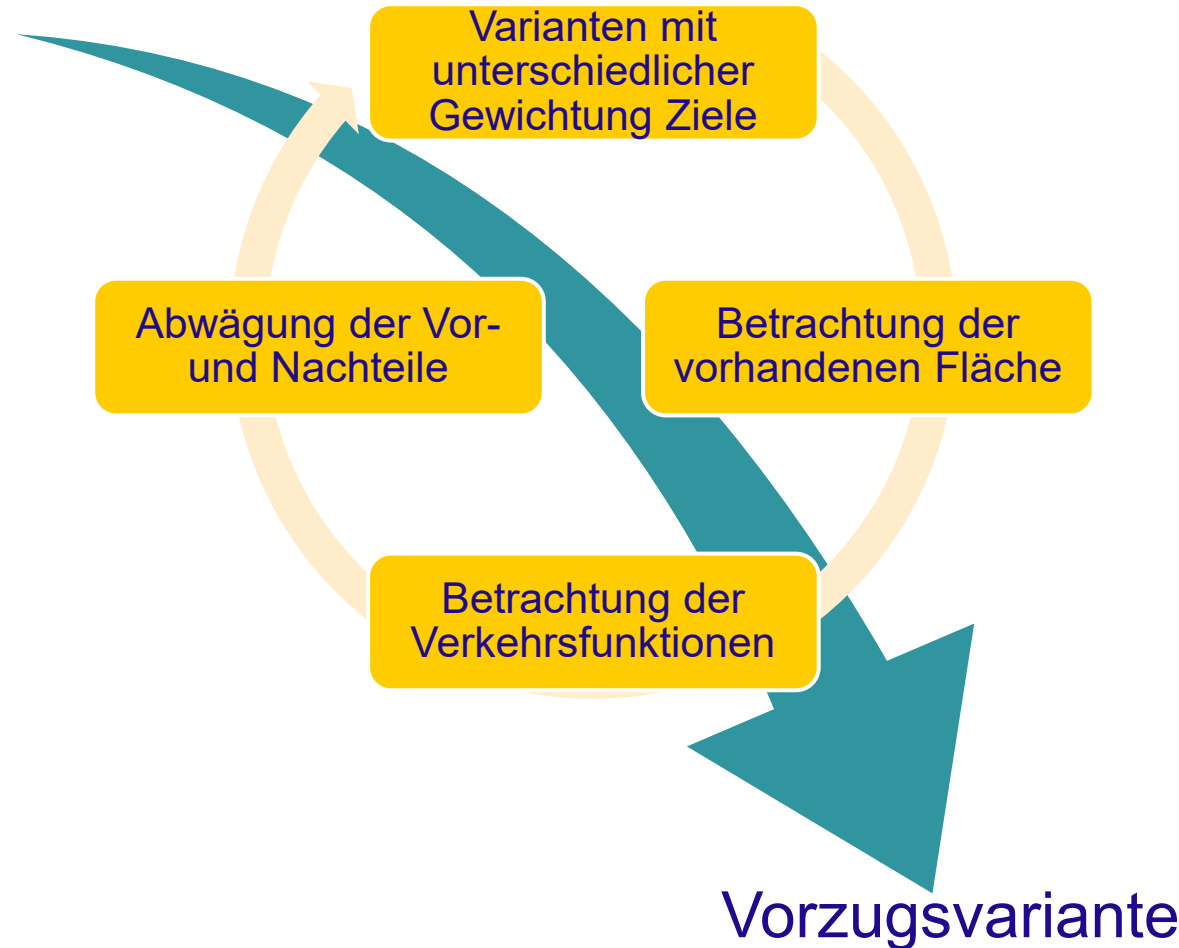 Varianten mit
unterschiedlicher
Gewichtung Ziele
Abwägung der Vor-
und Nachteile
Betrachtung der
vorhandenen Fläche
Betrachtung der
Verkehrsfunktionen
Vorzugsvariante